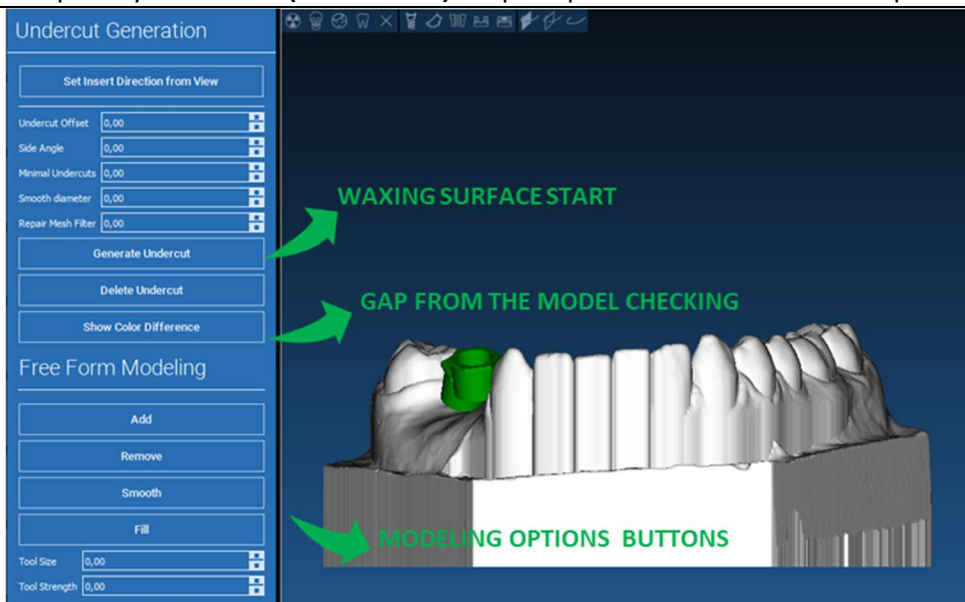 Undercut Generation
Set Insert Direction from View
Undercut Offset 0,00
Side Angle 0,00
Minimal Undercuts 0,00
Smooth diameter 0,00
Repair Mesh Filter 0,00
WAXING SURFACE START
Generate Undercut
Delete Undercut
GAP FROM THE MODEL CHECKING
Show Color Difference
Free Form Modeling
Add
Remove
Smooth
Fill
MODELING OPTIONS BUTTONS
Tool Size 0,00
Tool Strength 0,00